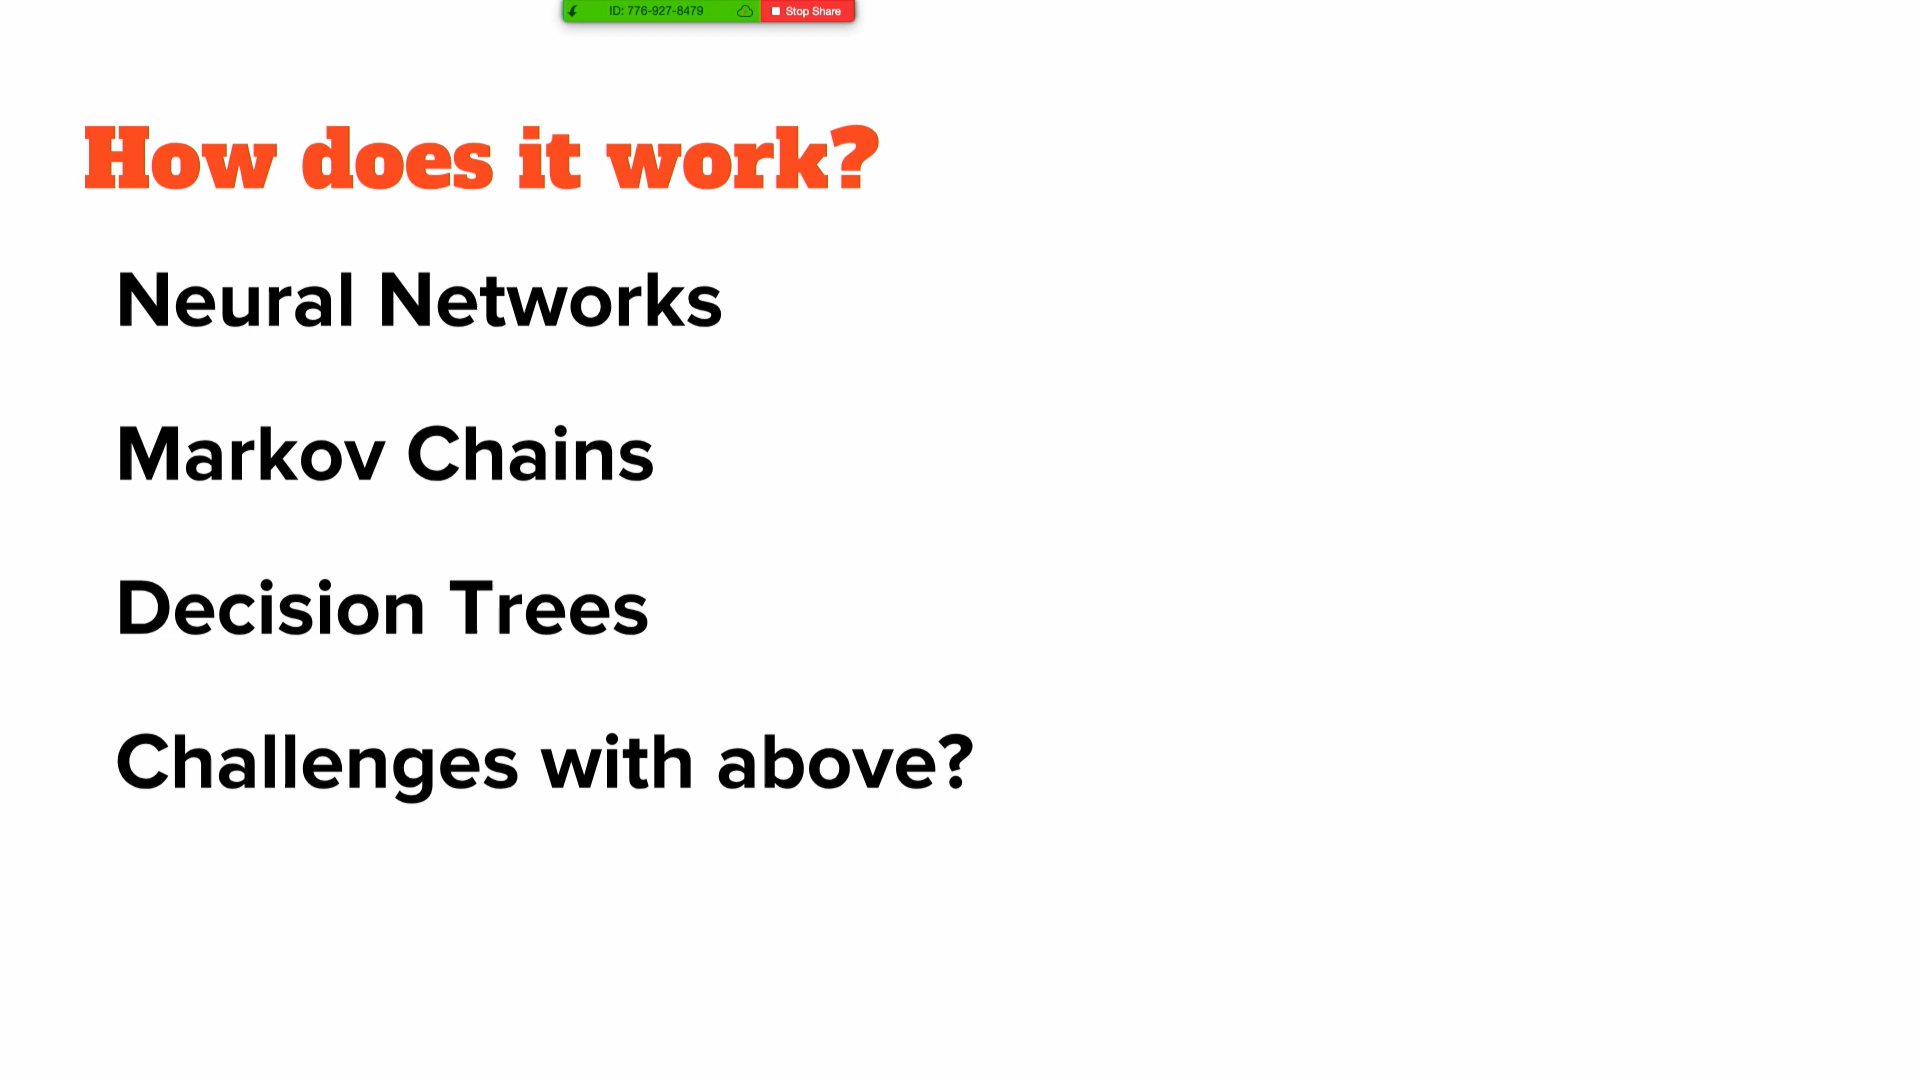 ID: 776-927-8479 Stop Share
How does it work?
Neural Networks
Markov Chains
Decision Trees
Challenges with above?